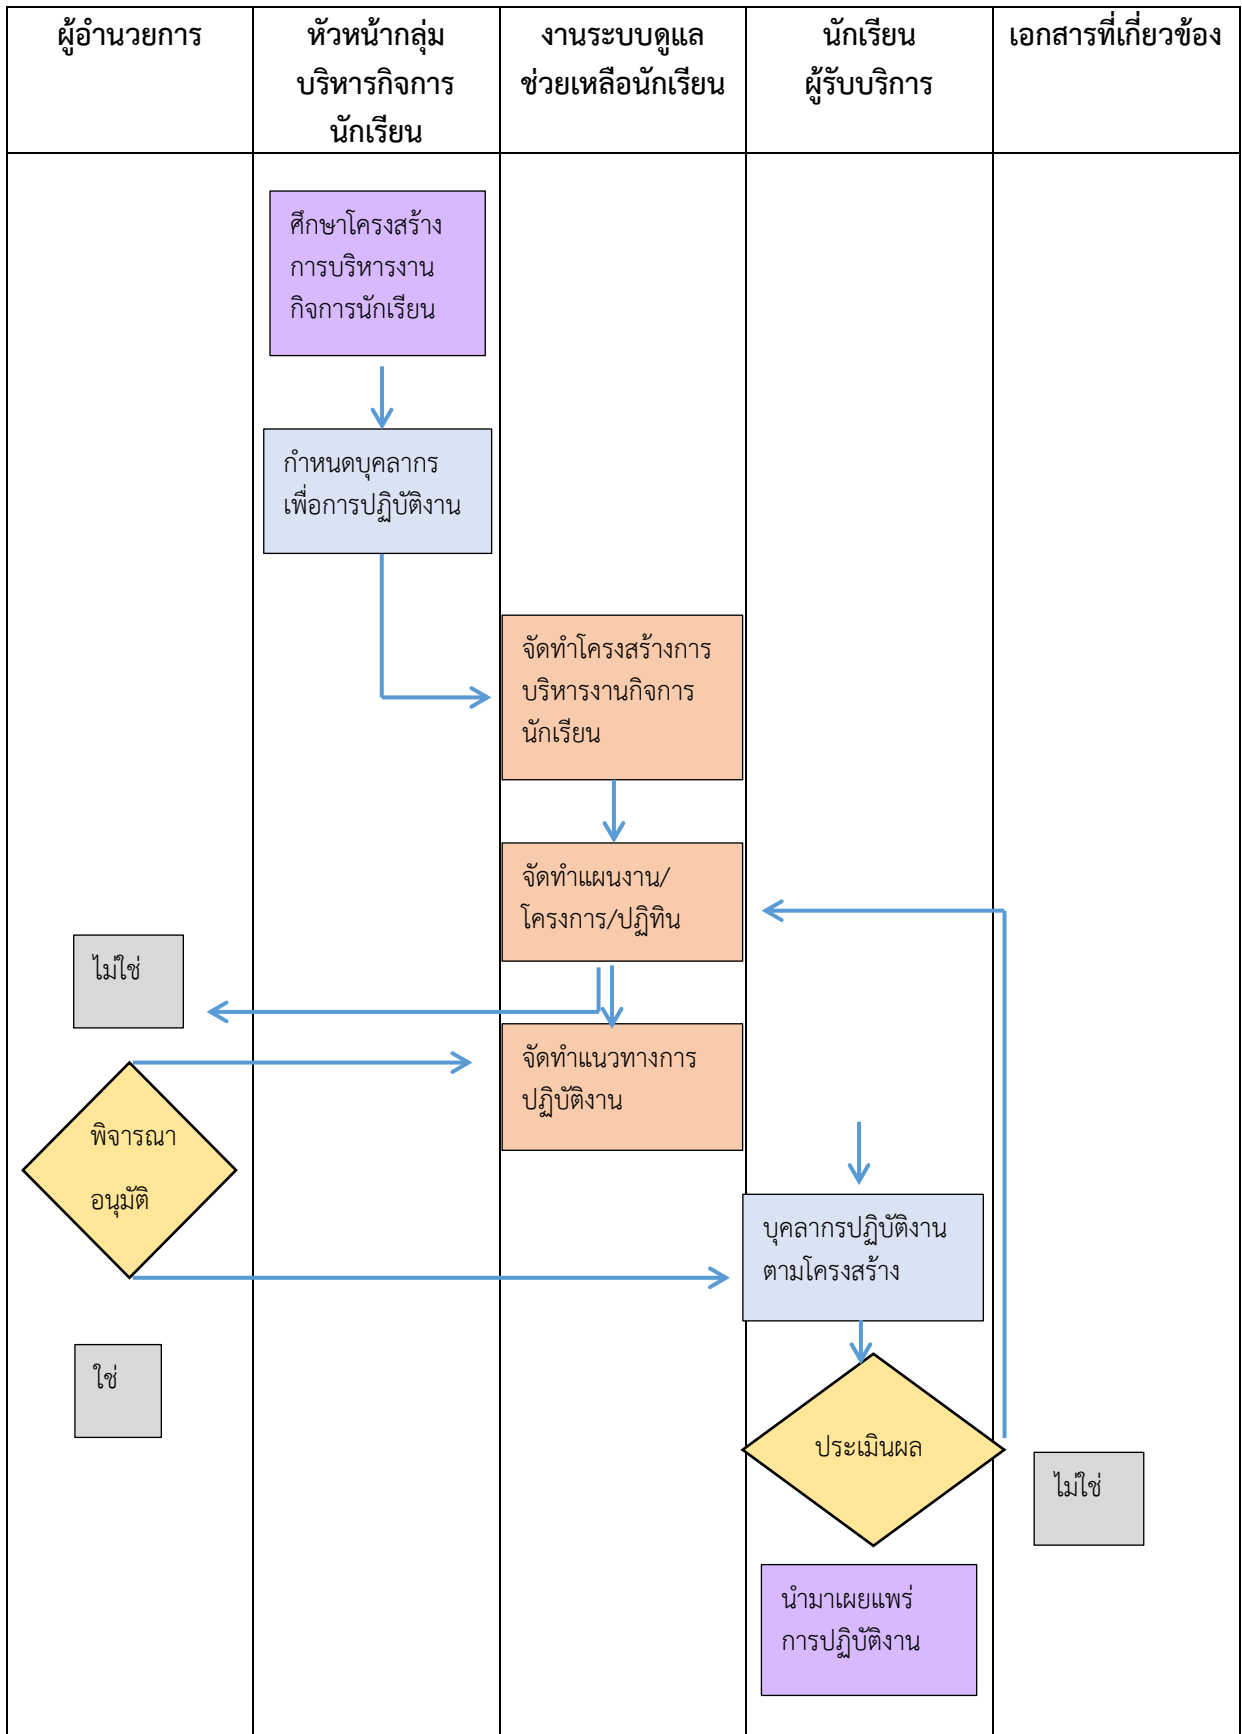 ผู้อำนวยการ
หัวหน้ากลุ่ม
บริหารกิจการ
นักเรียน
งานระบบดูแล
ช่วยเหลือนักเรียน
นักเรียน
ผู้รับบริการ
เอกสารที่เกี่ยวข้อง
ศึกษาโครงสร้าง
การบริหารงาน
กิจการนักเรียน
กำหนดบุคลากร
เพื่อการปฏิบัติงาน
จัดทำโครงสร้างการ
บริหารงานกิจการ
นักเรียน
จัดทำแผนงาน/
โครงการ/ปฏิทิน
ไม่ใช่
จัดทำแนวทางการ
ปฏิบัติงาน
พิจารณา
อนุมัติ
บุคลากรปฏิบัติงาน
ตามโครงสร้าง
ใช่
ประเมินผล
ไม่ใช่
นำมาเผยแพร่
การปฏิบัติงาน